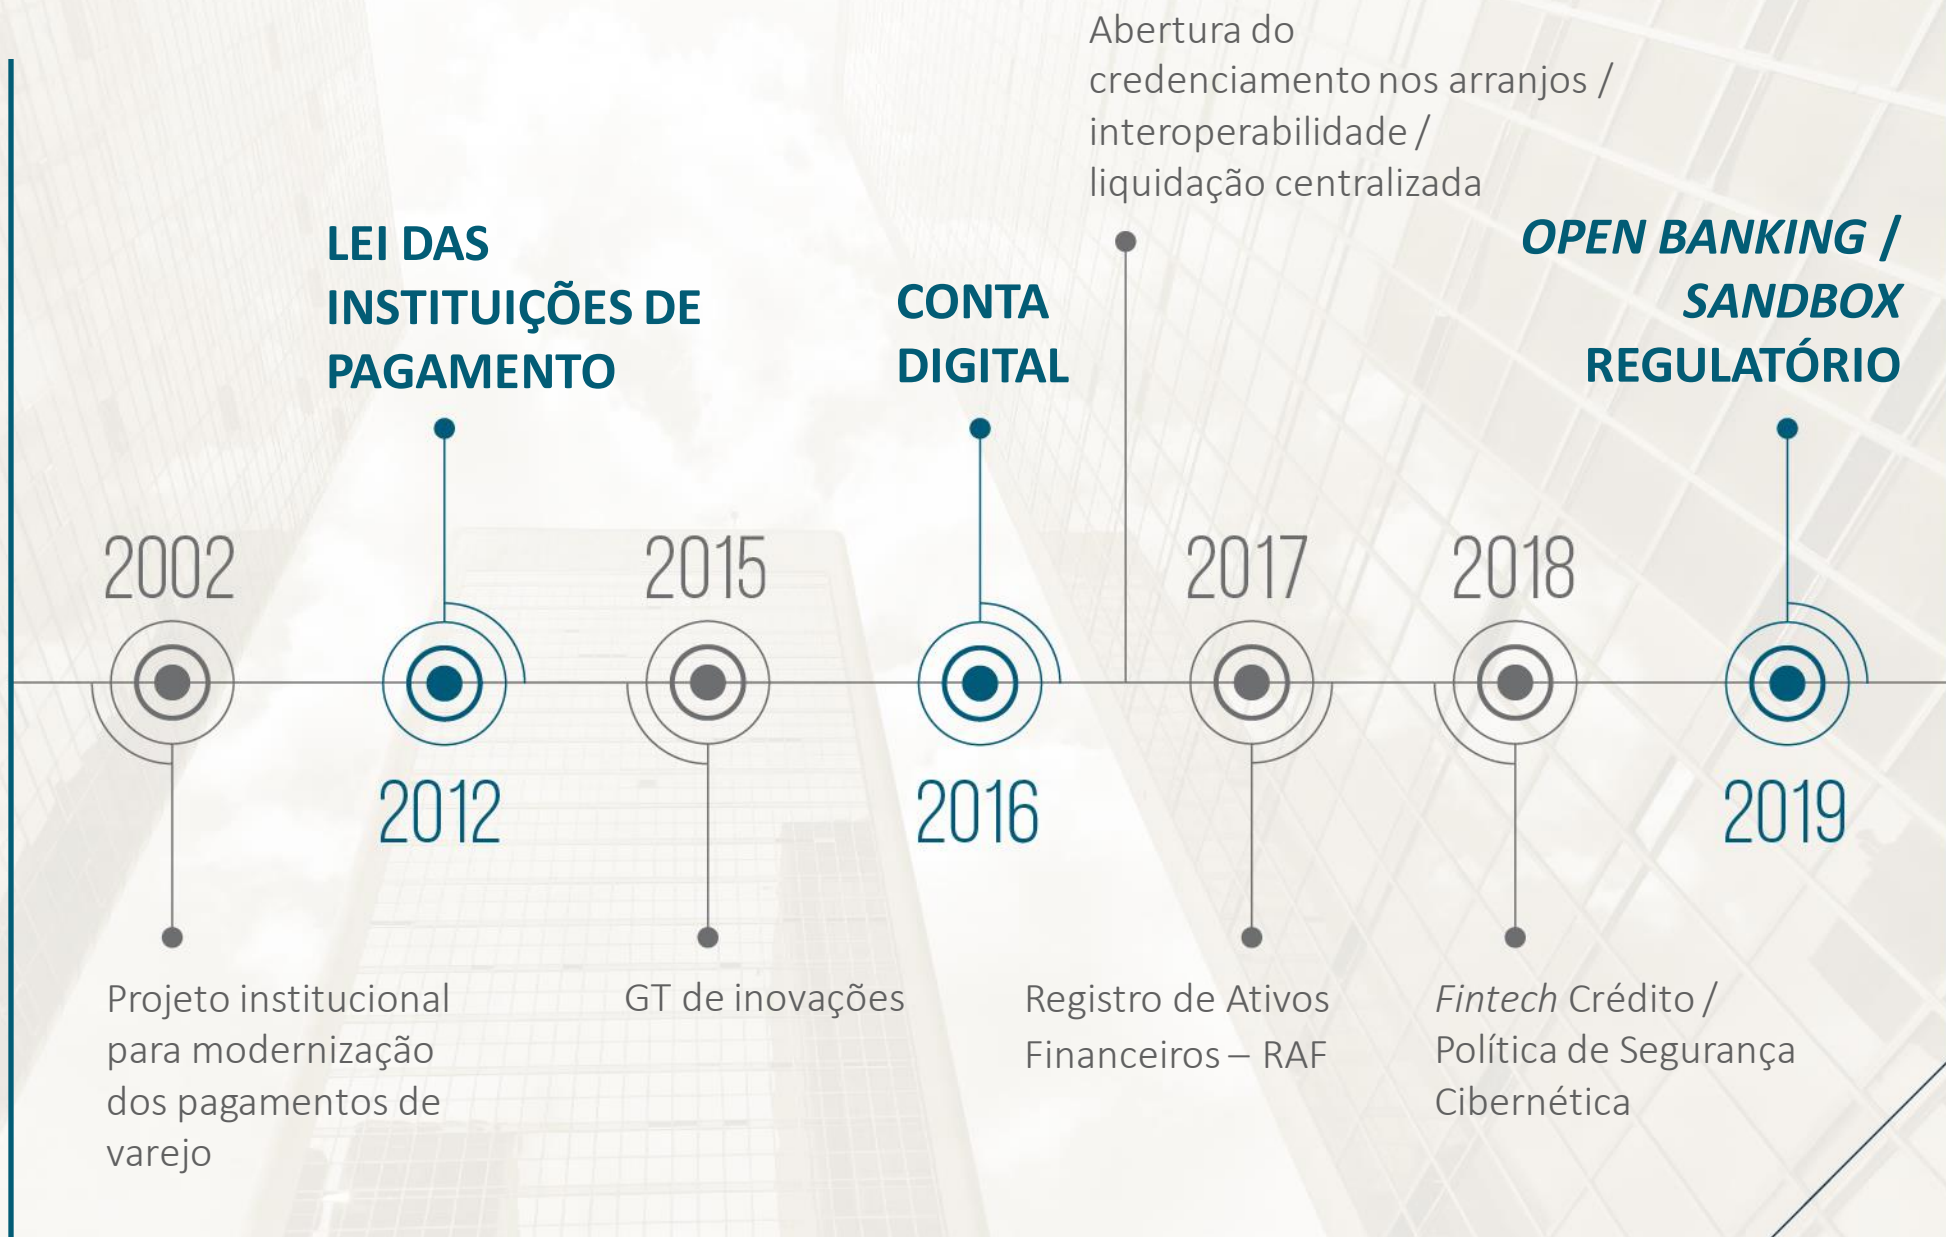 Abertura do
credenciamento nos arranjos /
interoperabilidade /
liquidação centralizada
LEI DAS
INSTITUIÇÕES DE
PAGAMENTO
CONTA
DIGITAL
OPEN BANKING /
SANDBOX
REGULATÓRIO
2002
2015
2017
2018
2012
2016
2019
Projeto institucional
para modernização
dos pagamentos de
varejo
GT de inovações
Registro de Ativos
Financeiros – RAF
Fintech Crédito /
Política de Segurança
Cibernética